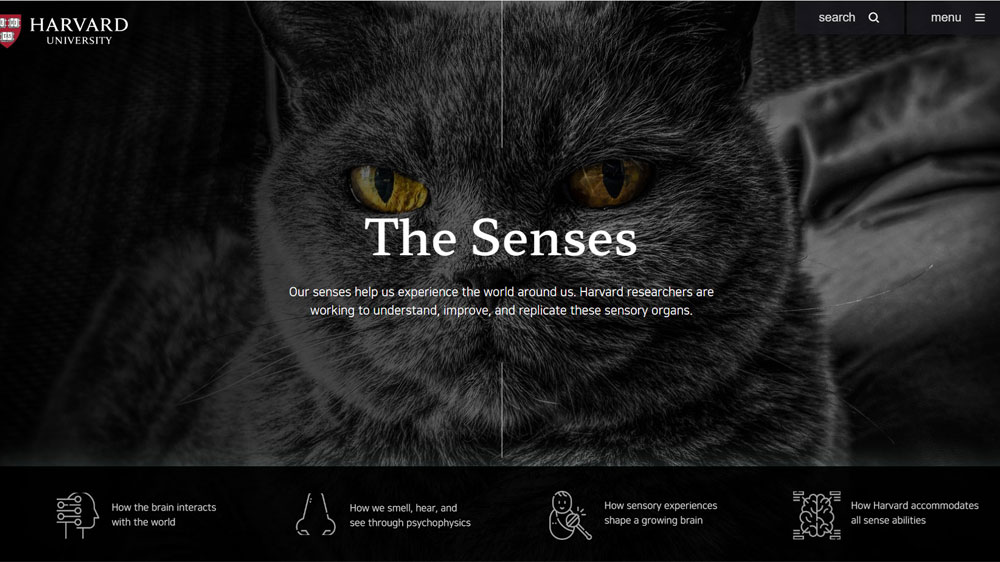 HARVARD
UNIVERSITY
search
menu
The Senses
Our senses help us experience the world around us. Harvard researchers are
working to understand, improve, and replicate these sensory organs.
How the brain interacts
with the world
How we smell, hear, and
see through psychophysics
How sensory experiences
shape a growing brain
How Harvard accommodates
all sense abilities